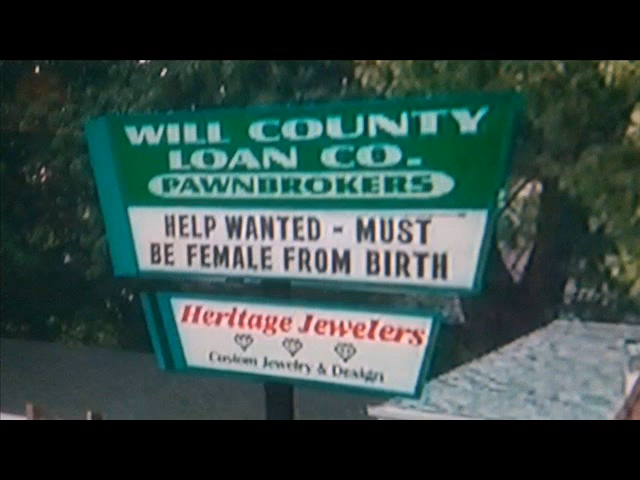 WILL COUNTY
LOAN CO.
PAWNBROKERS
HELP WANTED - MUST
BE FEMALE FROM BIRTH
Heritage Jewelers
Custom Jewelry & Design